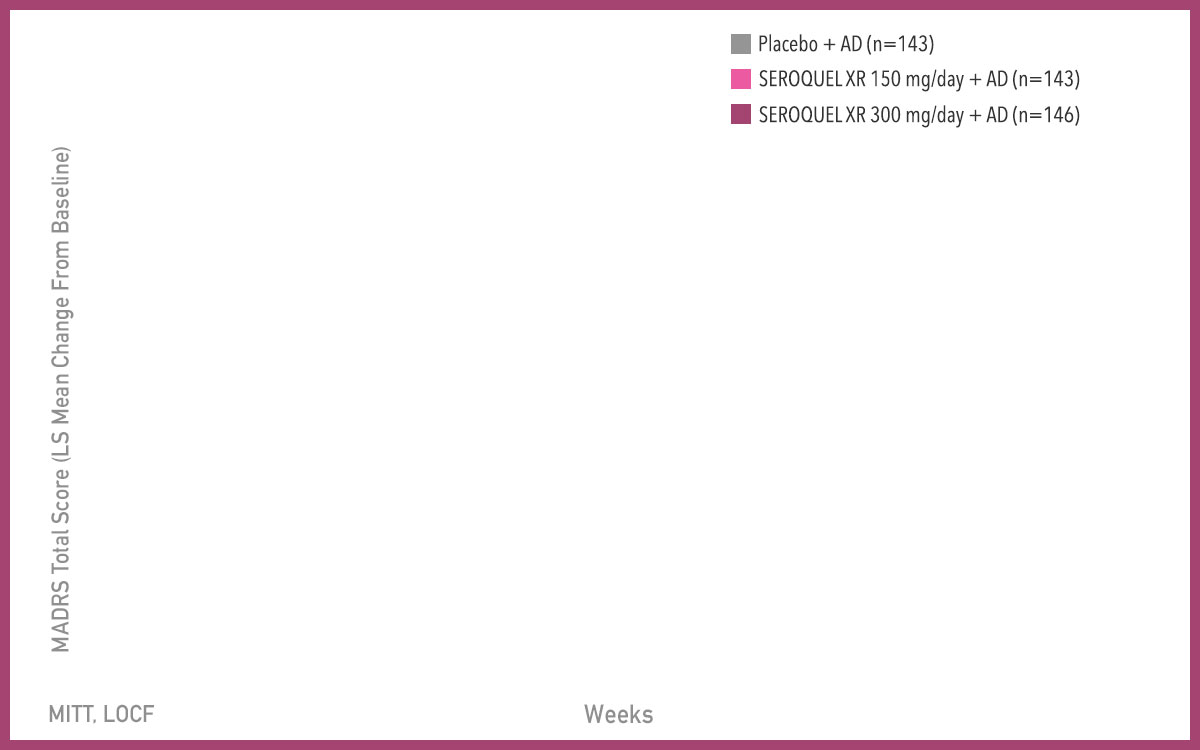 Placebo + AD (n=143)
SEROQUEL XR 150 mg/day + AD (n=143)
SEROQUEL XR 300 mg/day + AD (n=146)
MADRS Total Score (LS Mean Change From Baseline)
MITT, LOCF
Weeks